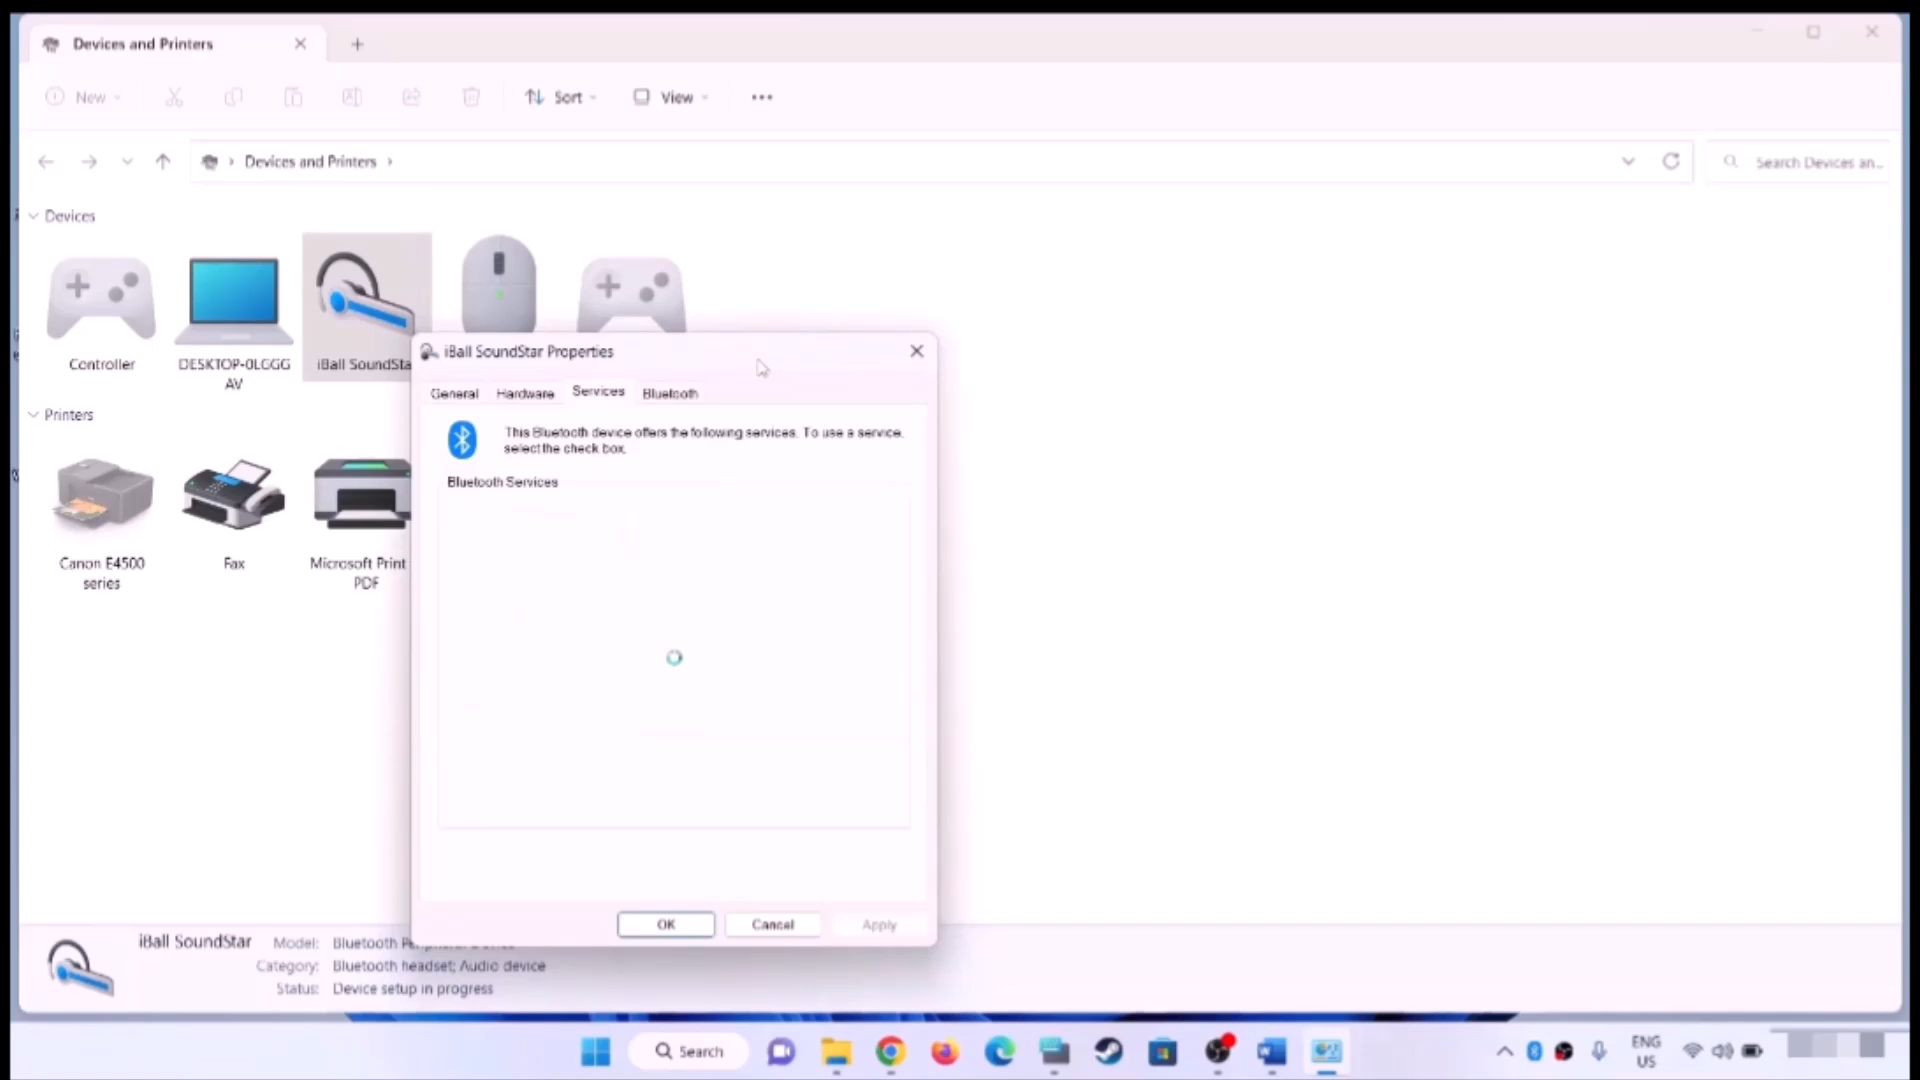 Devices and Printers
New
Sort
View
Devices and Printers
Search Devices an...
Devices
Controller
DESKTOP-0LGGG
AV
iBall SoundSta
Printers
Canon E4500
series
Fax
Microsoft Print
PDF
iBall SoundStar Properties
General
Hardware
Services
Bluetooth
This Bluetooth device offers the following services. To use a service,
select the check box.
Bluetooth Services
OK
Cancel
Apply
iBall SoundStar
Model: Bluetooth
Category: Bluetooth headset; Audio device
Status: Device setup in progress
Search
ENG
US